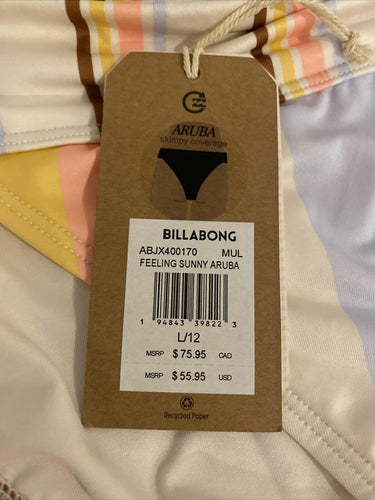 ARUBA
skimpy coverage
BILLABONG
ABJX400170 MUL
FEELING SUNNY ARUBA
1 94843 39822 3
L/12
MSRP $75.95 CAD
MSRP $55.95 USD
Recycled Paper